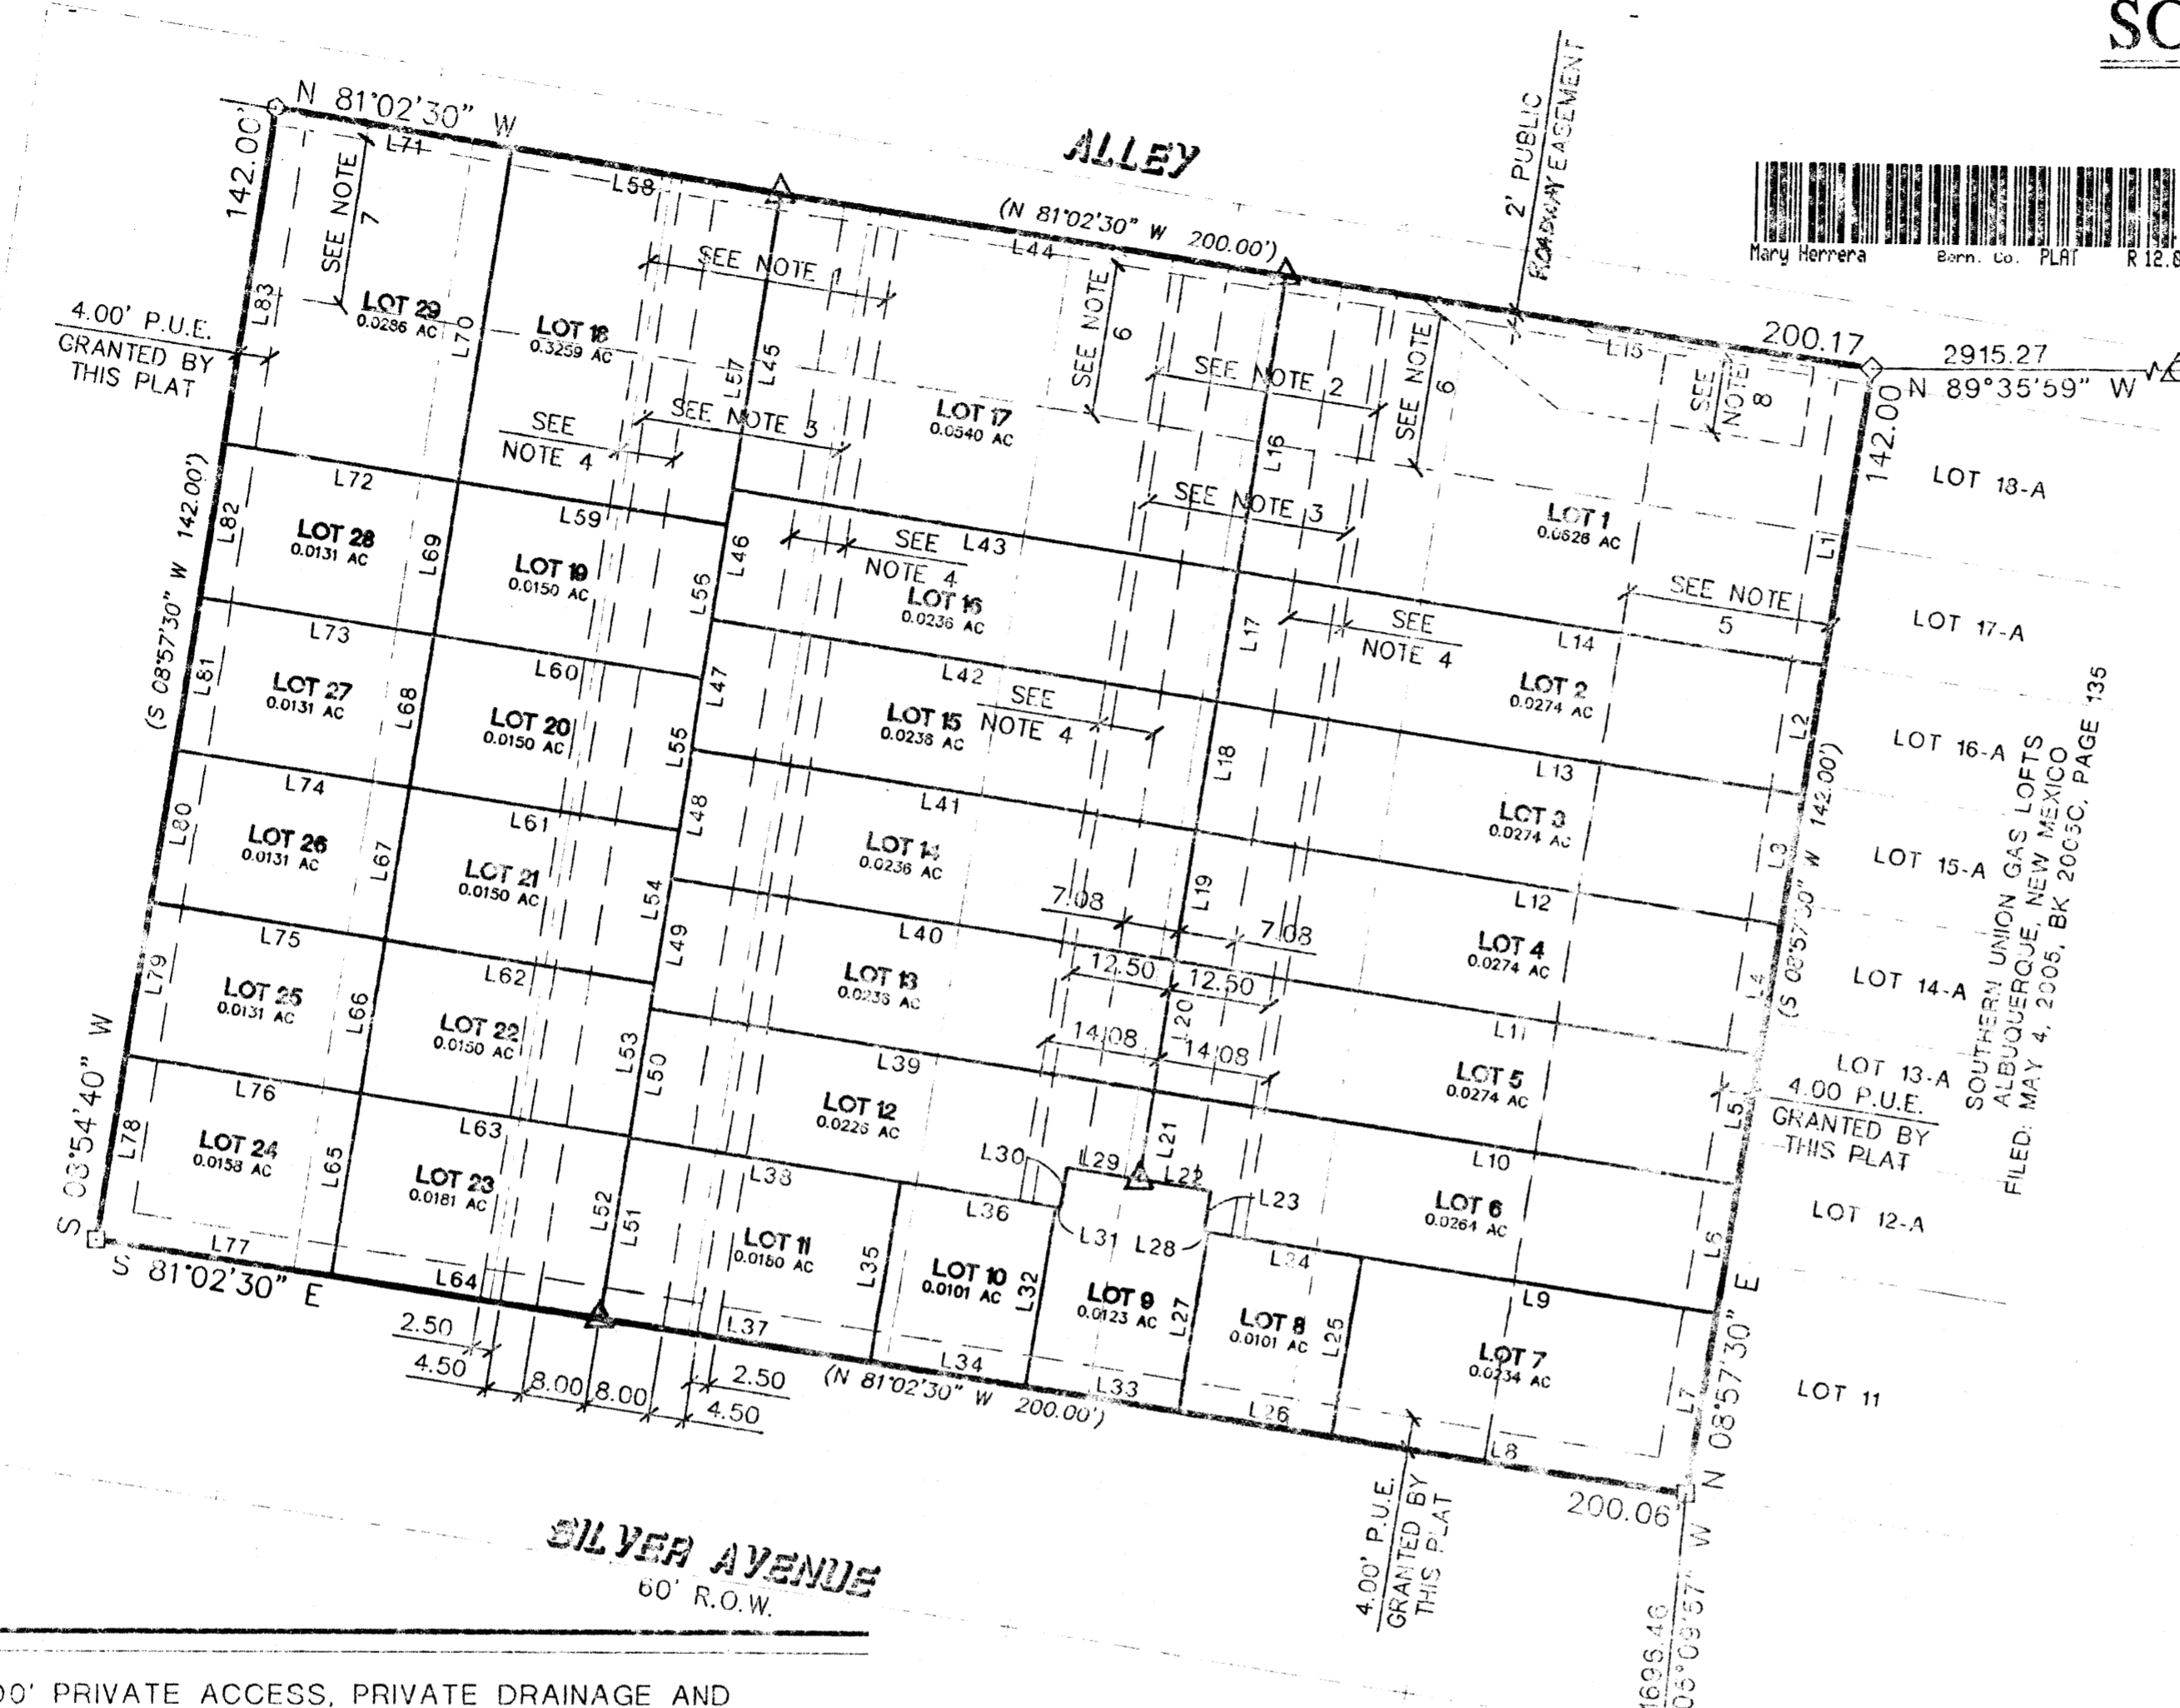 SC
N 81°02'30" W
ALLEY
(N 81°02'30" W 200.00')
2' PUBLIC
ROADWAY EASEMENT
Mary Herrera Bern. Co. PLAT R 12.0
142.00'
L71
L58
L44
L15
200.17
2915.27
N 89°35'59" W
142.00
SEE NOTE
7
SEE NOTE 1
SEE NOTE
6
SEE NOTE 2
SEE NOTE
6
SEE
NOTE
8
4.00' P.U.E.
GRANTED BY
THIS PLAT
L83
LOT 29
0.0286 AC
L70
LOT 18
0.3259 AC
L57
L45
LOT 17
0.0540 AC
L16
LOT 1
0.0626 AC
L1
LOT 18-A
SEE
NOTE 4
SEE NOTE 3
SEE NOTE 3
SEE NOTE
5
LOT 17-A
(S 08°57'30" W 142.00')
L72
L59
L43
L14
L82
LOT 28
0.0131 AC
L69
LOT 19
0.0150 AC
L56
L46
SEE
NOTE 4
LOT 16
0.0236 AC
L17
SEE
NOTE 4
LOT 2
0.0274 AC
L2
LOT 16-A
L73
L60
L42
L13
L81
LOT 27
0.0131 AC
L68
LOT 20
0.0150 AC
L55
L47
LOT 15
0.0236 AC
SEE
NOTE 4
L18
LOT 3
0.0274 AC
L3
LOT 15-A
(S 08°57'30" W 142.00')
L74
L61
L41
L12
L80
LOT 26
0.0131 AC
L67
LOT 21
0.0150 AC
L54
L48
LOT 14
0.0236 AC
L19
7.08
7.08
LOT 4
0.0274 AC
L4
LOT 14-A
L75
L62
L40
12.50
12.50
L11
L79
LOT 25
0.0131 AC
L66
LOT 22
0.0150 AC
L53
L49
LOT 13
0.0236 AC
14.08
14.08
L20
LOT 5
0.0274 AC
L5
LOT 13-A
4.00 P.U.E.
GRANTED BY
THIS PLAT
SOUTHERN UNION GAS LOFTS
ALBUQUERQUE, NEW MEXICO
FILED: MAY 4, 2005, BK 2005C, PAGE 135
L76
L63
L39
L10
S 08°54'40" W
L78
LOT 24
0.0158 AC
L65
LOT 23
0.0181 AC
L52
L50
L51
LOT 12
0.0226 AC
L38
L30
L29
L21
L22
L23
LOT 6
0.0264 AC
L6
LOT 12-A
L36
L31
L28
L24
L9
LOT 11
0.0180 AC
L35
LOT 10
0.0101 AC
L32
LOT 9
0.0123 AC
L27
LOT 8
0.0101 AC
L25
LOT 7
0.0234 AC
L7
LOT 11
L77
S 81°02'30" E
L64
L37
L34
L33
L26
L8
2.50
4.50
8.00
8.00
2.50
4.50
(N 81°02'30" W 200.00')
200.06
N 08°57'30" E
4.00' P.U.E.
GRANTED BY
THIS PLAT
SILVER AVENUE
60' R.O.W.
1696.46
05°09'57" W
00' PRIVATE ACCESS, PRIVATE DRAINAGE AND